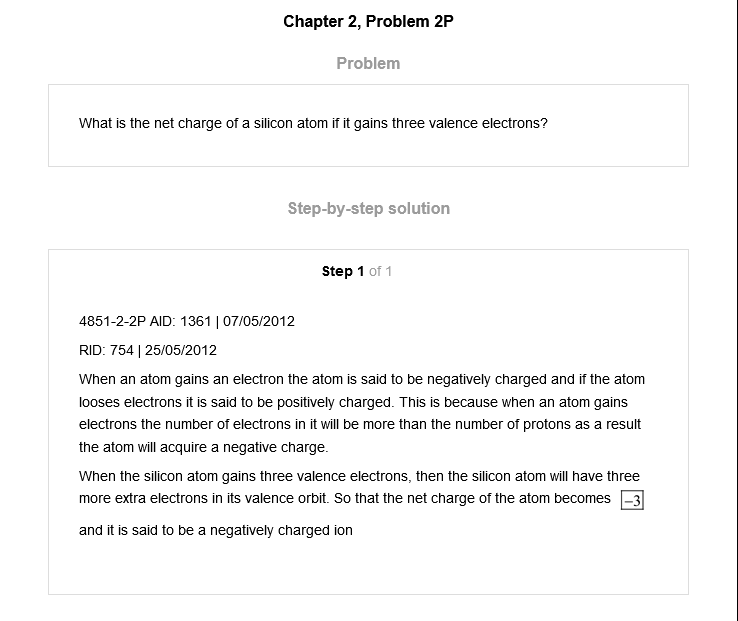 Chapter 2, Problem 2P
Problem
What is the net charge of a silicon atom if it gains three valence electrons?
Step-by-step solution
Step 1 of 1
4851-2-2P AID: 1361 | 07/05/2012
RID: 754 | 25/05/2012
When an atom gains an electron the atom is said to be negatively charged and if the atom
looses electrons it is said to be positively charged. This is because when an atom gains
electrons the number of electrons in it will be more than the number of protons as a result
the atom will acquire a negative charge.
When the silicon atom gains three valence electrons, then the silicon atom will have three
more extra electrons in its valence orbit. So that the net charge of the atom becomes −3
and it is said to be a negatively charged ion